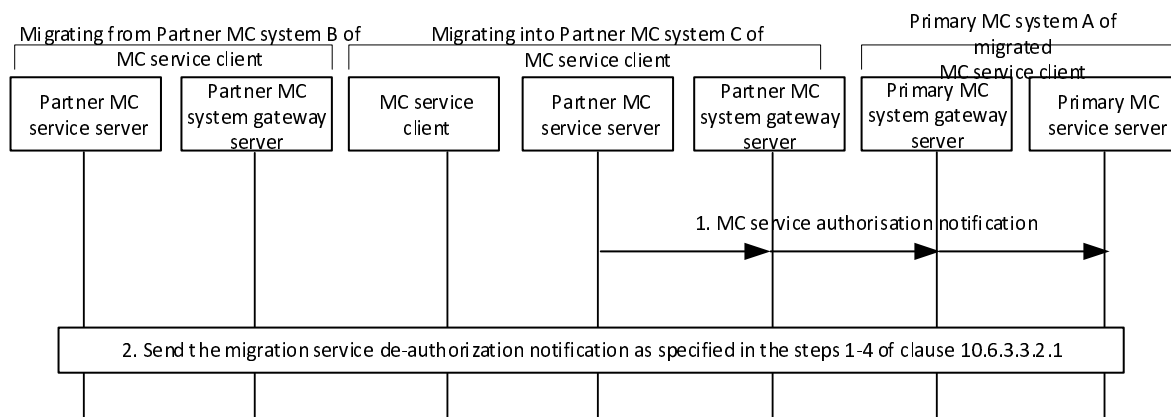 Migrating from Partner MC system B of
MC service client
Migrating into Partner MC system C of
MC service client
Primary MC system A of
migrated
MC service client
Partner MC
service server
Partner MC
system gateway
server
MC service
client
Partner MC
service server
Partner MC
system gateway
server
Primary MC
system gateway
server
Primary MC
service server
1. MC service authorisation notification
2. Send the migration service de-authorization notification as specified in the steps 1-4 of clause 10.6.3.3.2.1